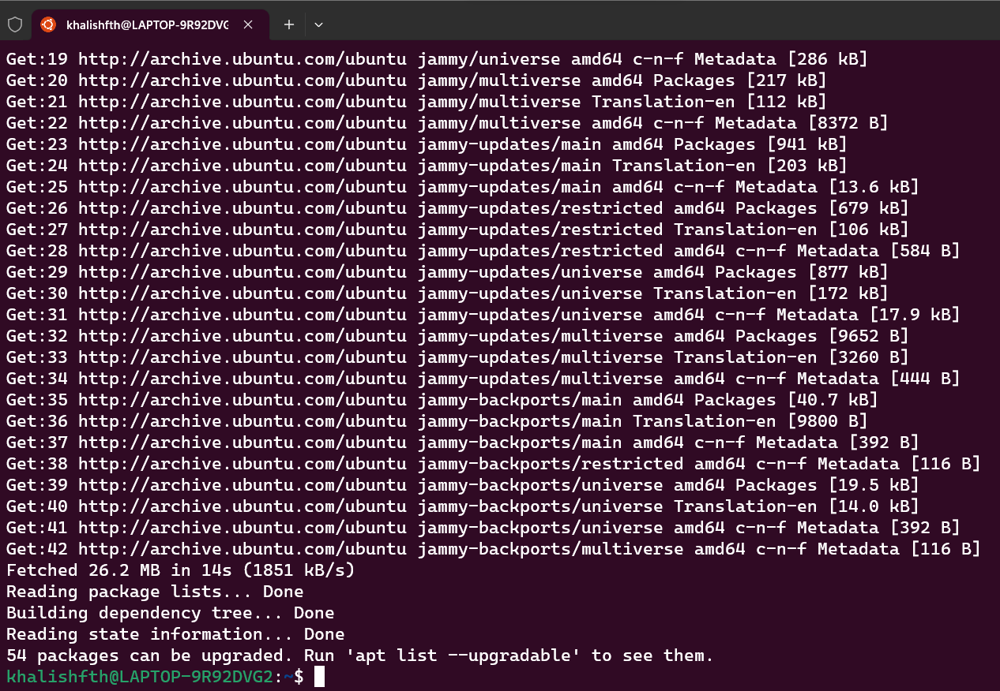 khalishfth@LAPTOP-9R92DVG
Get:19 http://archive.ubuntu.com/ubuntu jammy/universe amd64 c-n-f Metadata [286 kB]
Get:20 http://archive.ubuntu.com/ubuntu jammy/multiverse amd64 Packages [217 kB]
Get:21 http://archive.ubuntu.com/ubuntu jammy/multiverse Translation-en [112 kB]
Get:22 http://archive.ubuntu.com/ubuntu jammy/multiverse amd64 c-n-f Metadata [8372 B]
Get:23 http://archive.ubuntu.com/ubuntu jammy-updates/main amd64 Packages [941 kB]
Get:24 http://archive.ubuntu.com/ubuntu jammy-updates/main Translation-en [203 kB]
Get:25 http://archive.ubuntu.com/ubuntu jammy-updates/main amd64 c-n-f Metadata [13.6 kB]
Get:26 http://archive.ubuntu.com/ubuntu jammy-updates/restricted amd64 Packages [679 kB]
Get:27 http://archive.ubuntu.com/ubuntu jammy-updates/restricted Translation-en [106 kB]
Get:28 http://archive.ubuntu.com/ubuntu jammy-updates/restricted amd64 c-n-f Metadata [584 B]
Get:29 http://archive.ubuntu.com/ubuntu jammy-updates/universe amd64 Packages [877 kB]
Get:30 http://archive.ubuntu.com/ubuntu jammy-updates/universe Translation-en [172 kB]
Get:31 http://archive.ubuntu.com/ubuntu jammy-updates/universe amd64 c-n-f Metadata [17.9 kB]
Get:32 http://archive.ubuntu.com/ubuntu jammy-updates/multiverse amd64 Packages [9652 B]
Get:33 http://archive.ubuntu.com/ubuntu jammy-updates/multiverse Translation-en [3260 B]
Get:34 http://archive.ubuntu.com/ubuntu jammy-updates/multiverse amd64 c-n-f Metadata [444 B]
Get:35 http://archive.ubuntu.com/ubuntu jammy-backports/main amd64 Packages [40.7 kB]
Get:36 http://archive.ubuntu.com/ubuntu jammy-backports/main Translation-en [9800 B]
Get:37 http://archive.ubuntu.com/ubuntu jammy-backports/main amd64 c-n-f Metadata [392 B]
Get:38 http://archive.ubuntu.com/ubuntu jammy-backports/restricted amd64 c-n-f Metadata [116 B]
Get:39 http://archive.ubuntu.com/ubuntu jammy-backports/universe amd64 Packages [19.5 kB]
Get:40 http://archive.ubuntu.com/ubuntu jammy-backports/universe Translation-en [14.0 kB]
Get:41 http://archive.ubuntu.com/ubuntu jammy-backports/universe amd64 c-n-f Metadata [392 B]
Get:42 http://archive.ubuntu.com/ubuntu jammy-backports/multiverse amd64 c-n-f Metadata [116 B]
Fetched 26.2 MB in 14s (1851 kB/s)
Reading package lists... Done
Building dependency tree... Done
Reading state information... Done
54 packages can be upgraded. Run 'apt list --upgradable' to see them.
khalishfth@LAPTOP-9R92DVG2:~$